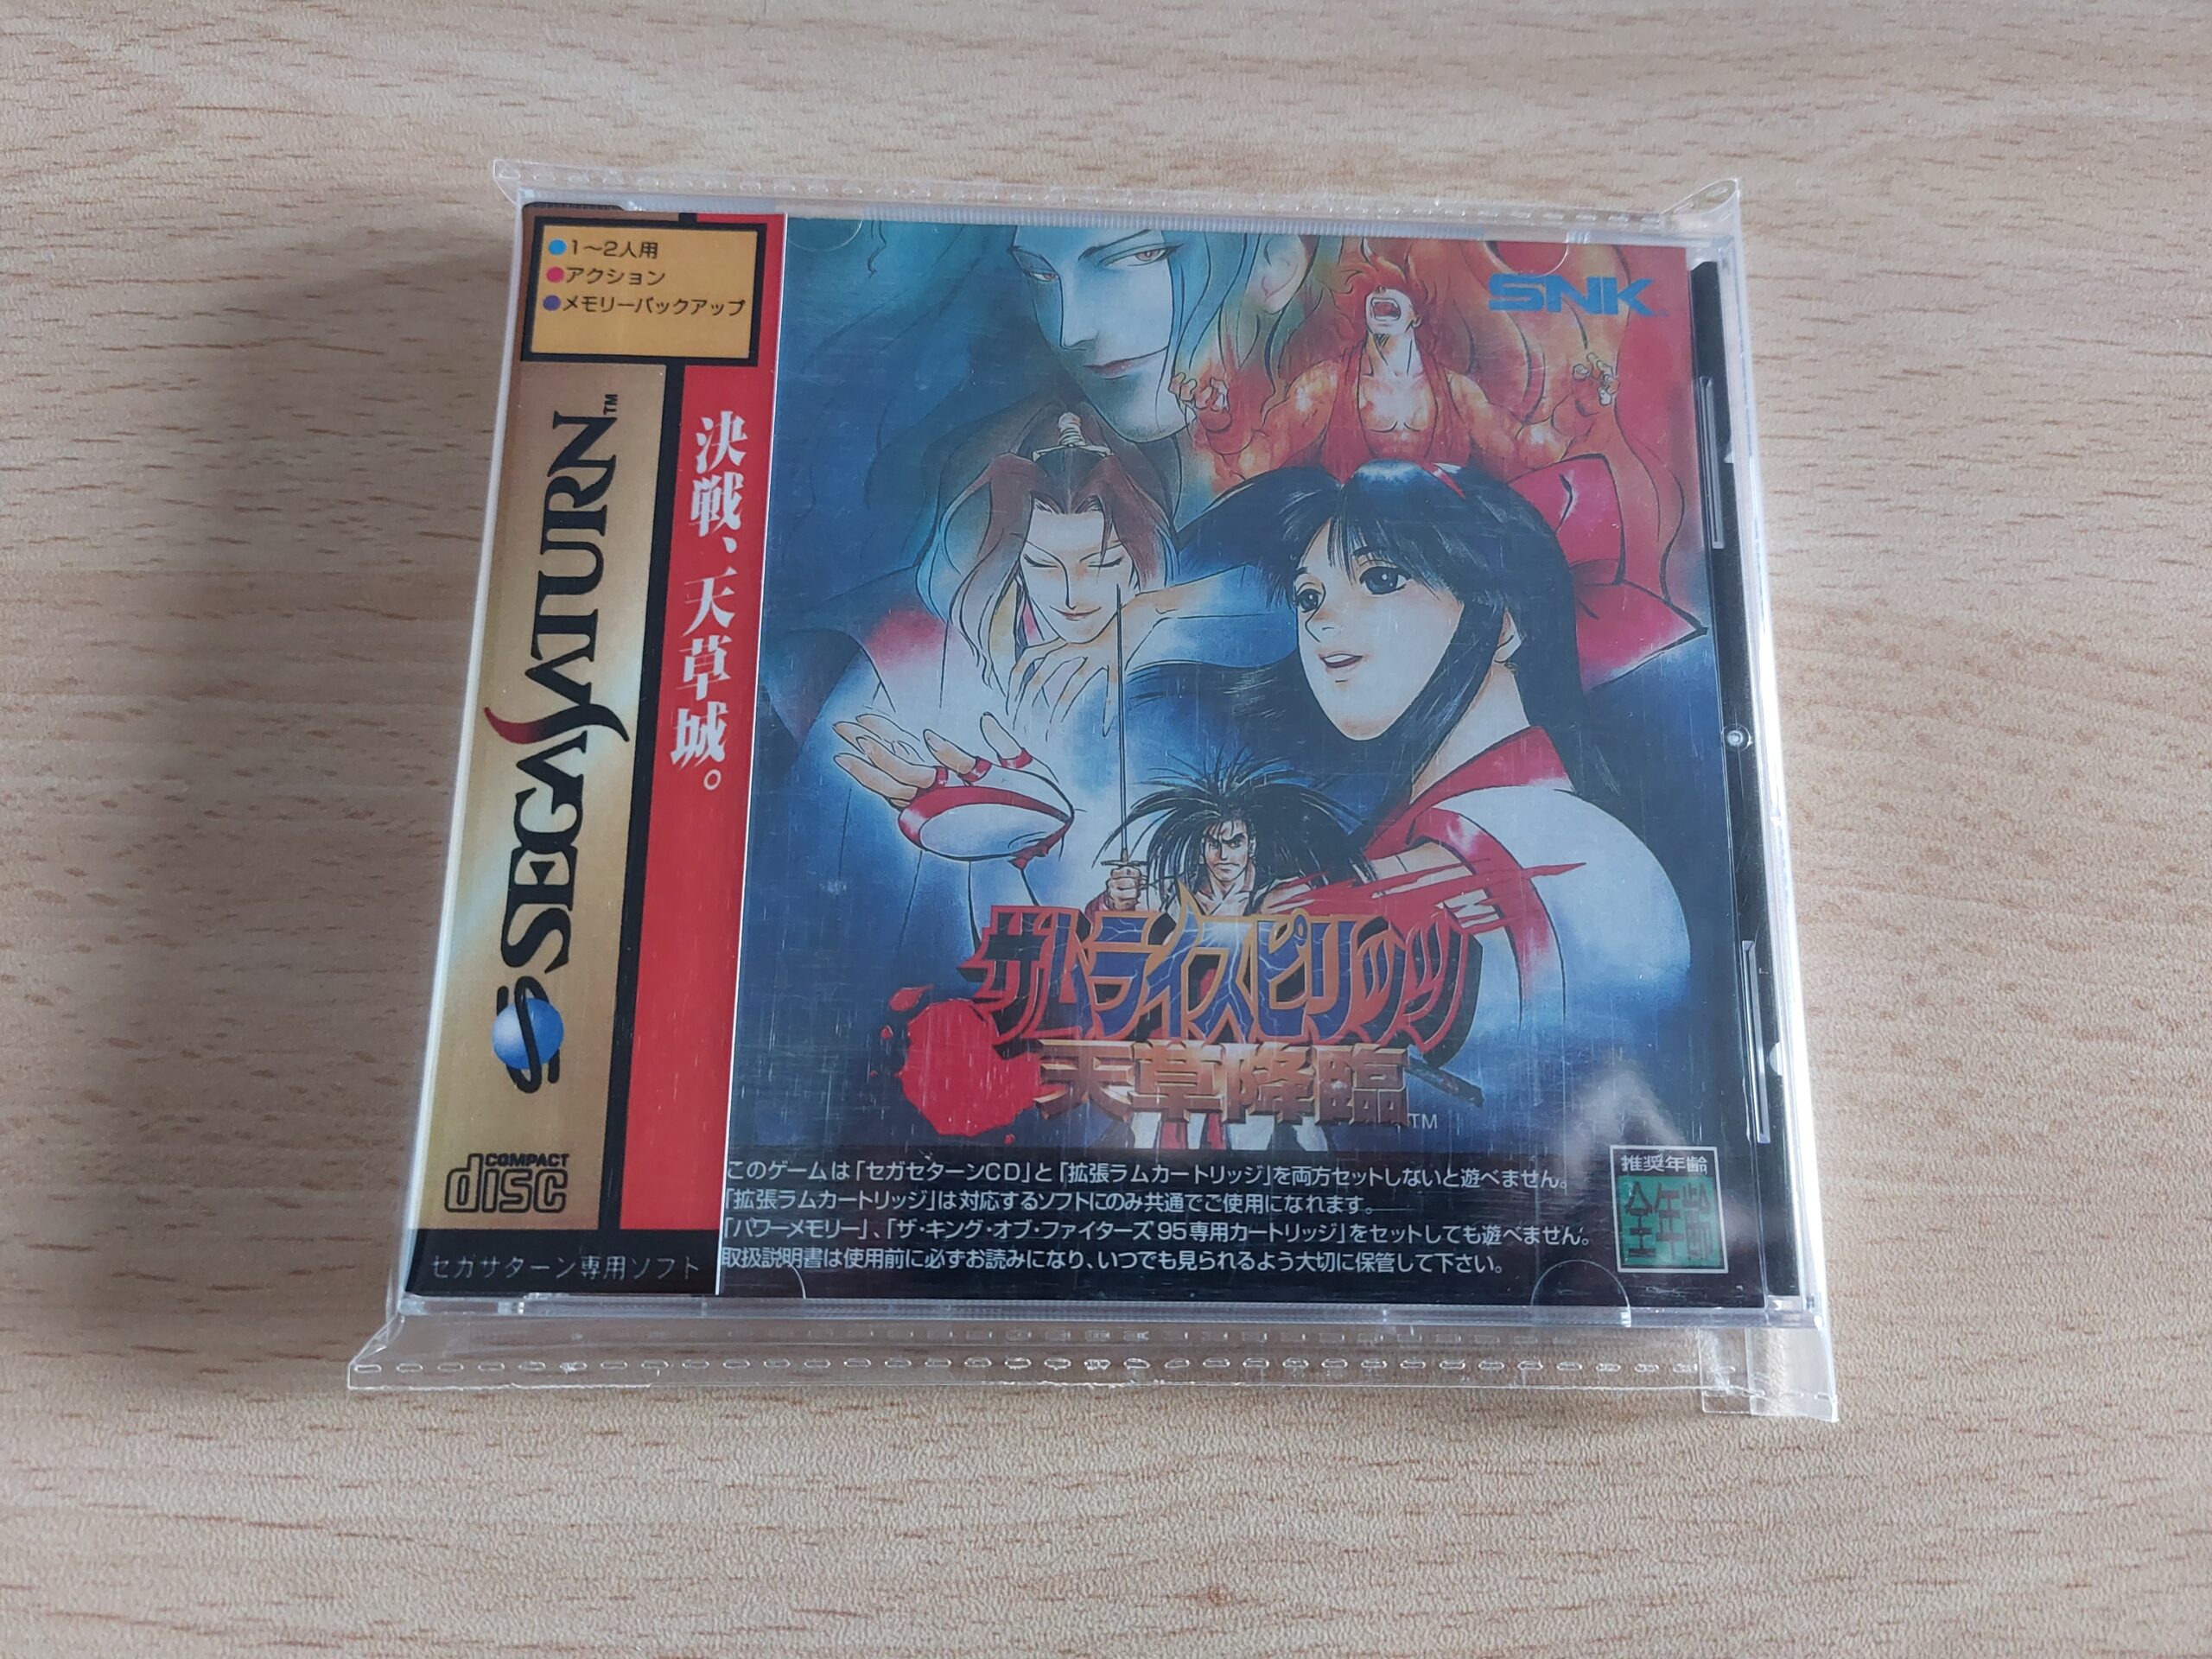 ●1〜2人用
●アクション
●メモリーバックアップ
SEGA SATURN™
決戦、天草城。
COMPACT
disc
セガサターン専用ソフト
SNK
サムライスピリッツ
天草降臨™
このゲームは「セガサターンCD」と「拡張ラムカートリッジ」を両方セットしないと遊べません。
「拡張ラムカートリッジ」は対応するソフトにのみ共通でご使用になれます。
「パワーメモリー」、「ザ・キング・オブ・ファイターズ'95専用カートリッジ」をセットしても遊べません。
取扱説明書は使用前に必ずお読みになり、いつでも見られるよう大切に保管して下さい。
推奨年齢
全年齢